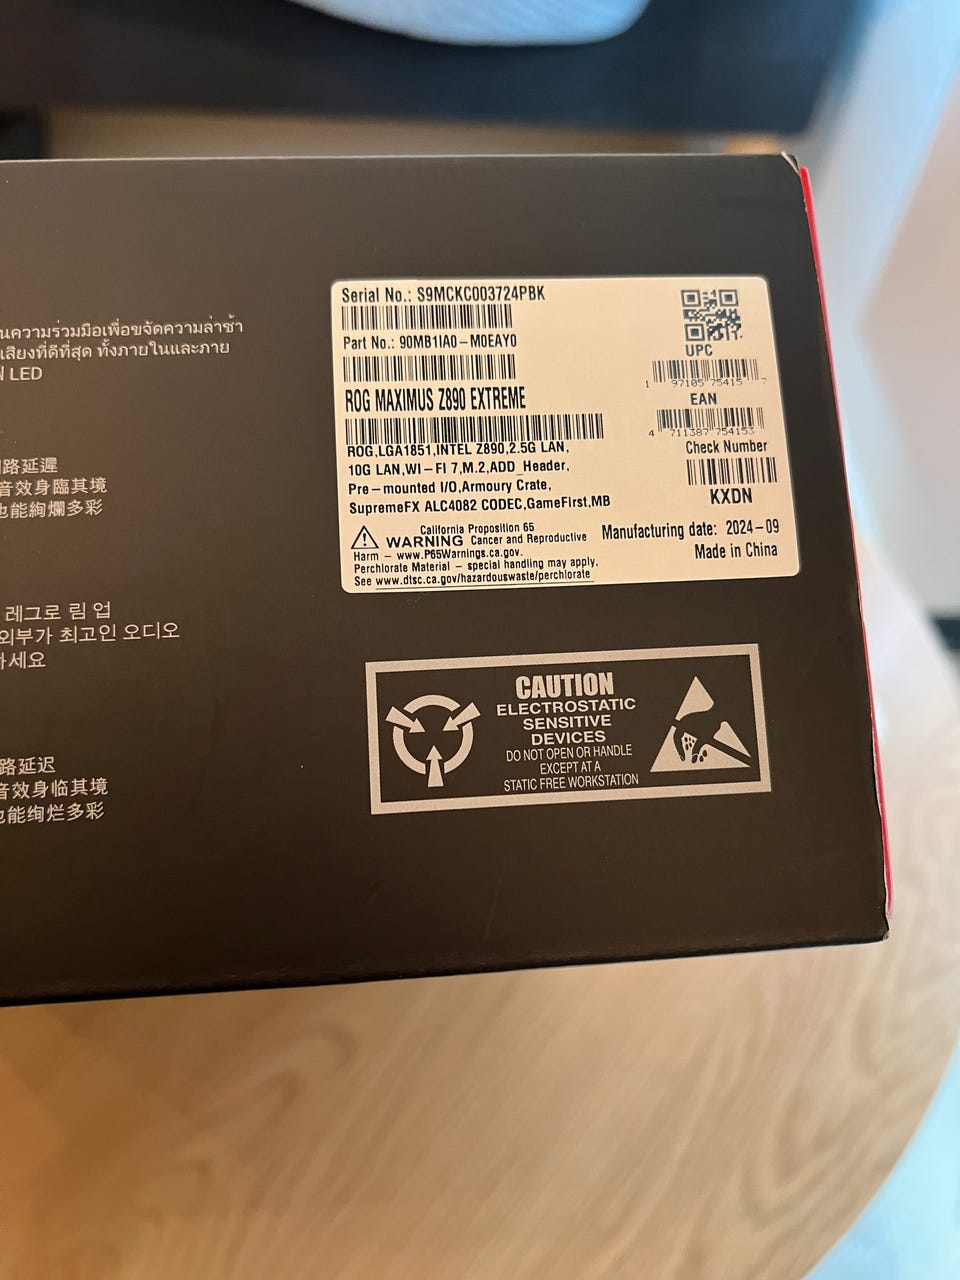 Serial No.: S9MCKC003724PBK
Part No.: 90MB1IA0-M0EAY0
ROG MAXIMUS Z890 EXTREME
ROG,LGA1851,INTEL Z890,2.5G LAN,
10G LAN,WI-FI 7,M.2,ADD_Header,
Pre-mounted I/O,Armoury Crate,
SupremeFX ALC4082 CODEC,GameFirst,MB
California Proposition 65
WARNING Cancer and Reproductive
Harm - www.P65Warnings.ca.gov.
Perchlorate Material - special handling may apply.
See www.dtsc.ca.gov/hazardouswaste/perchlorate
UPC
1 97105 75415 7
EAN
4 711387 754153
Check Number
KXDN
Manufacturing date: 2024-09
Made in China
นความร่วมมือเพื่อขจัดความล่าช้า
เสียงที่ดีที่สุด ทั้งภายในและภาย
LED
路延遲
音效身臨其境
也能絢爛多彩
레그로 림 업
외부가 최고인 오디오
하세요
路延迟
音效身临其境
也能绚烂多彩
CAUTION
ELECTROSTATIC
SENSITIVE
DEVICES
DO NOT OPEN OR HANDLE
EXCEPT AT A
STATIC FREE WORKSTATION